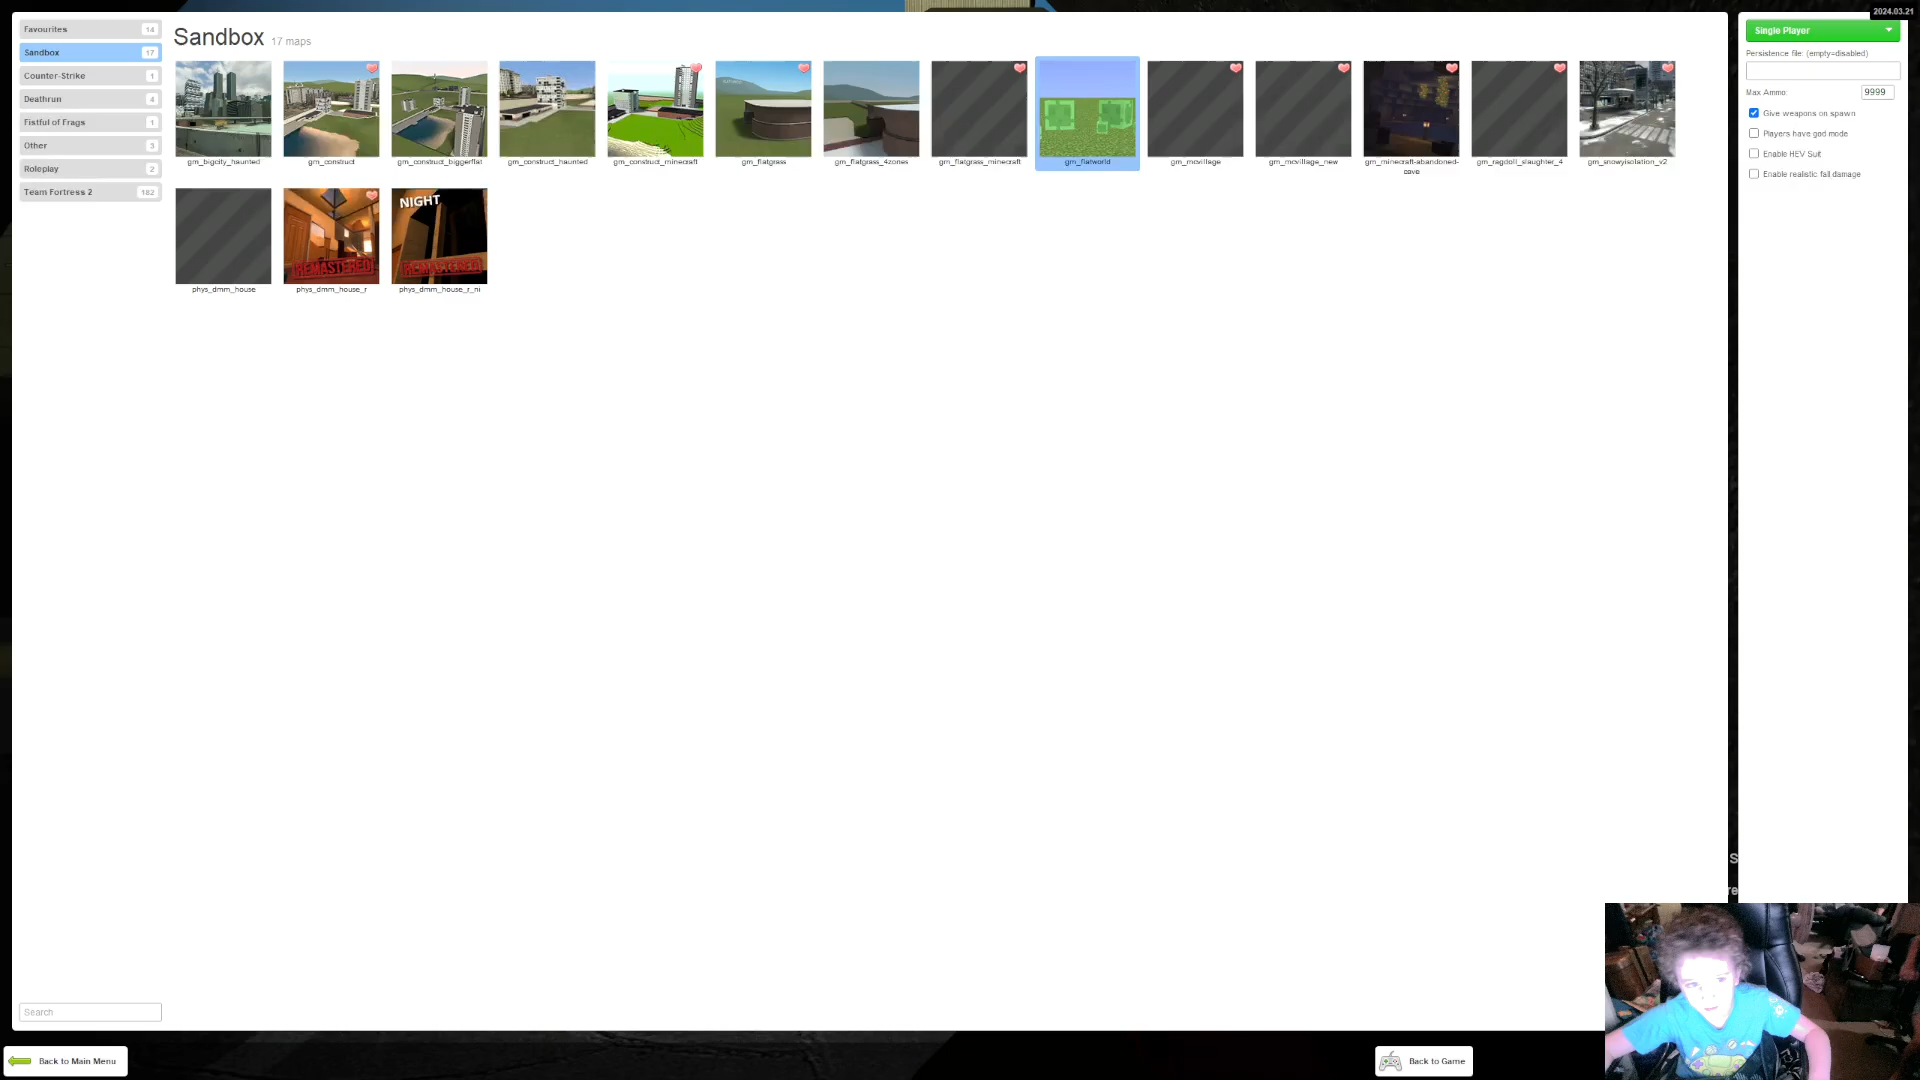 2024.03.21
Favourites 14
Sandbox 17
Counter-Strike 1
Deathrun 4
Fistful of Frags 1
Other 3
Roleplay 2
Team Fortress 2 182
Sandbox 17 maps
gm_bigcity_haunted
gm_construct
gm_construct_biggerflat
gm_construct_haunted
gm_construct_minecraft
gm_flatgrass
gm_flatgrass_4zones
gm_flatgrass_minecraft
gm_flatworld
gm_mcvillage
gm_mcvillage_new
gm_minecraft-abandoned-
cave
gm_ragdoll_slaughter_4
gm_snowyisolation_v2
NIGHT
REMASTERED!
REMASTERED
phys_dmm_house
phys_dmm_house_r
phys_dmm_house_r_ni
Single Player
Persistence file: (empty=disabled)
Max Ammo: 9999
Give weapons on spawn
Players have god mode
Enable HEV Suit
Enable realistic fall damage
S
re
Search
Back to Main Menu
Back to Game